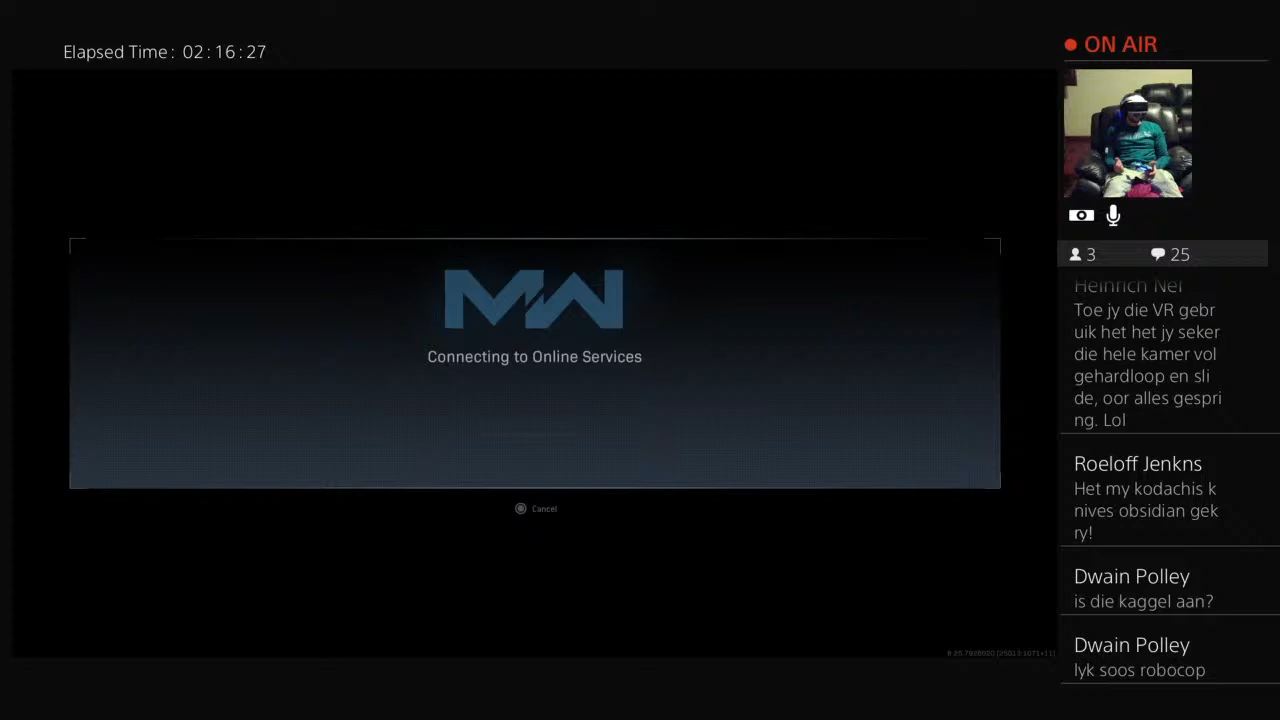 Elapsed Time: 02:16:27
ON AIR
MW
Connecting to Online Services
Cancel
3
25
Heinrich Nel
Toe jy die VR gebr
uik het het jy seker
die hele kamer vol
gehardloop en sli
de, oor alles gespri
ng. Lol
Roeloff Jenkns
Het my kodachis k
nives obsidian gek
ry!
Dwain Polley
is die kaggel aan?
Dwain Polley
lyk soos robocop